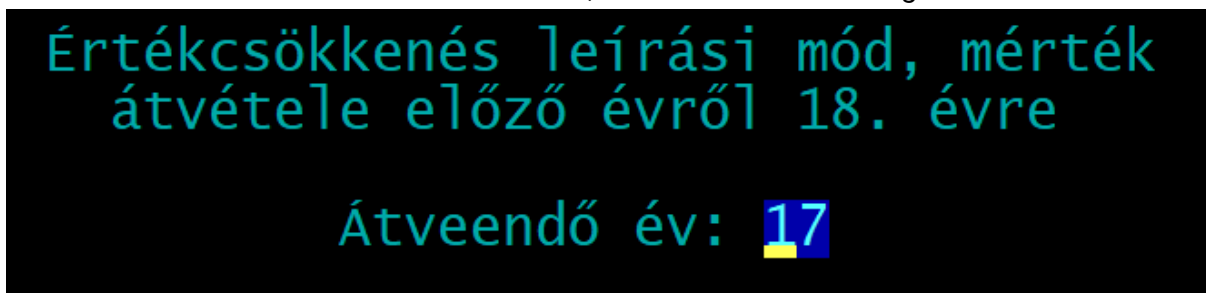 Értékcsökkenés leírási mód, mérték
átvétele előző évről 18. évre
Átveendő év: 17